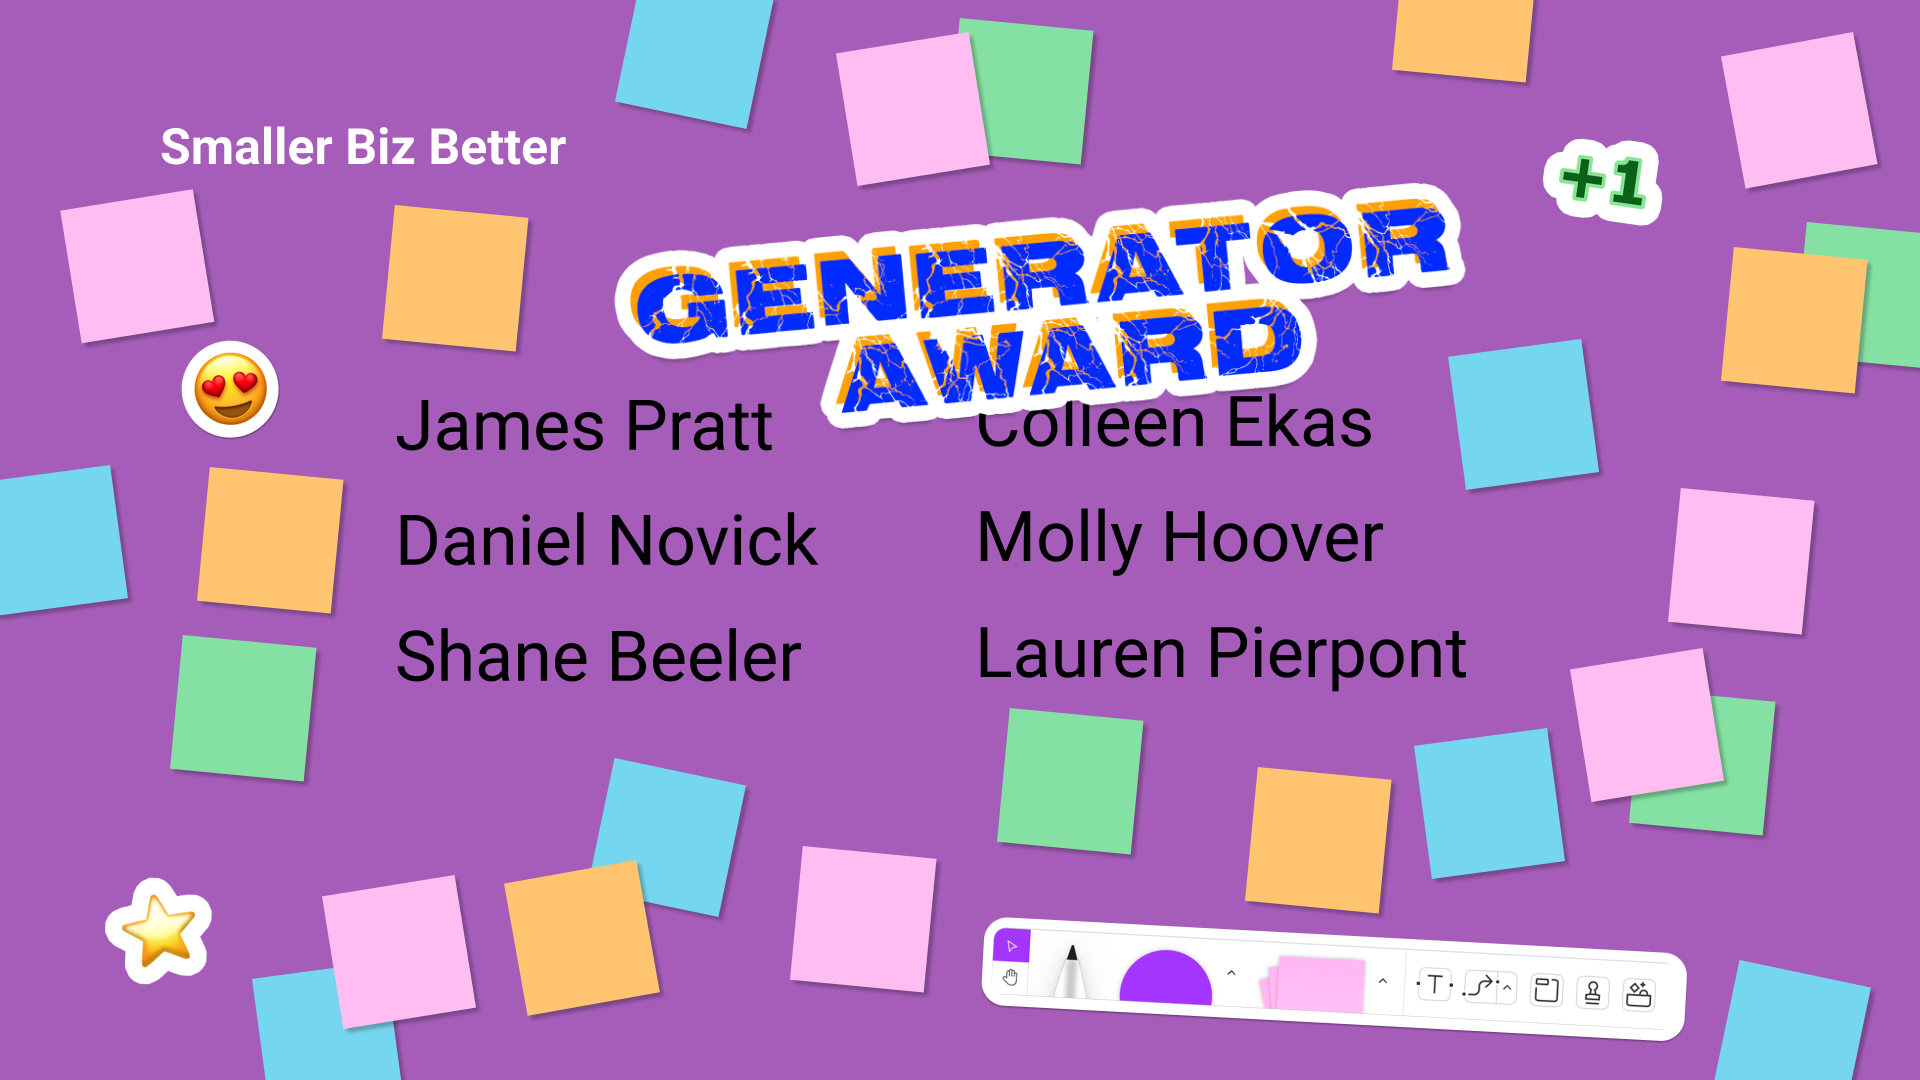 Smaller Biz Better
+1
GENERATOR
AWARD
James Pratt
Daniel Novick
Shane Beeler
Colleen Ekas
Molly Hoover
Lauren Pierpont
T